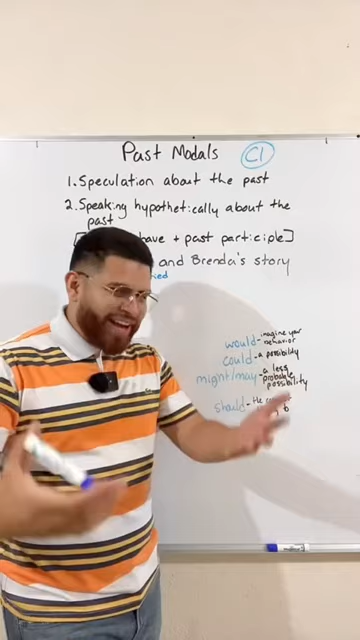 Past Modals C1
1. Speculation about the past
2. Speaking hypothetically about the
past
have + past participle]
and Brenda's story
would - imagine your
behavior
could - a possibility
might/may - a less
probable
possibility
should - the